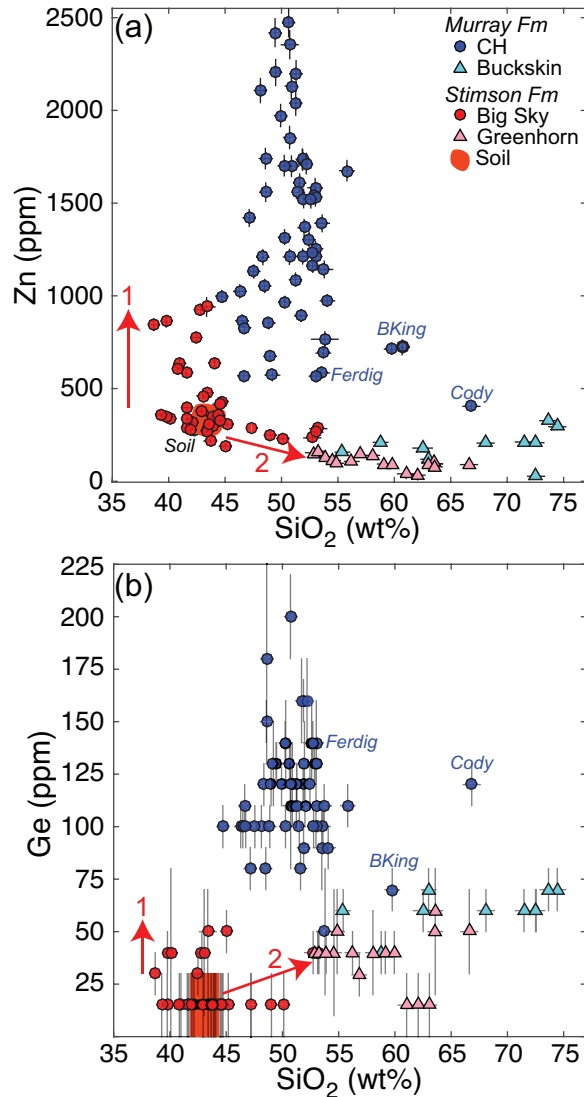 (a)
Murray Fm
CH
Buckskin
Stimson Fm
Big Sky
Greenhorn
Soil
2500
2000
1500
1000
500
0
Zn (ppm)
1
BKing
Ferdig
Cody
Soil
2
35 40 45 50 55 60 65 70 75
SiO2 (wt%)
(b)
225
200
175
150
125
100
75
50
25
Ge (ppm)
Ferdig
Cody
BKing
1
2
35 40 45 50 55 60 65 70 75
SiO2 (wt%)